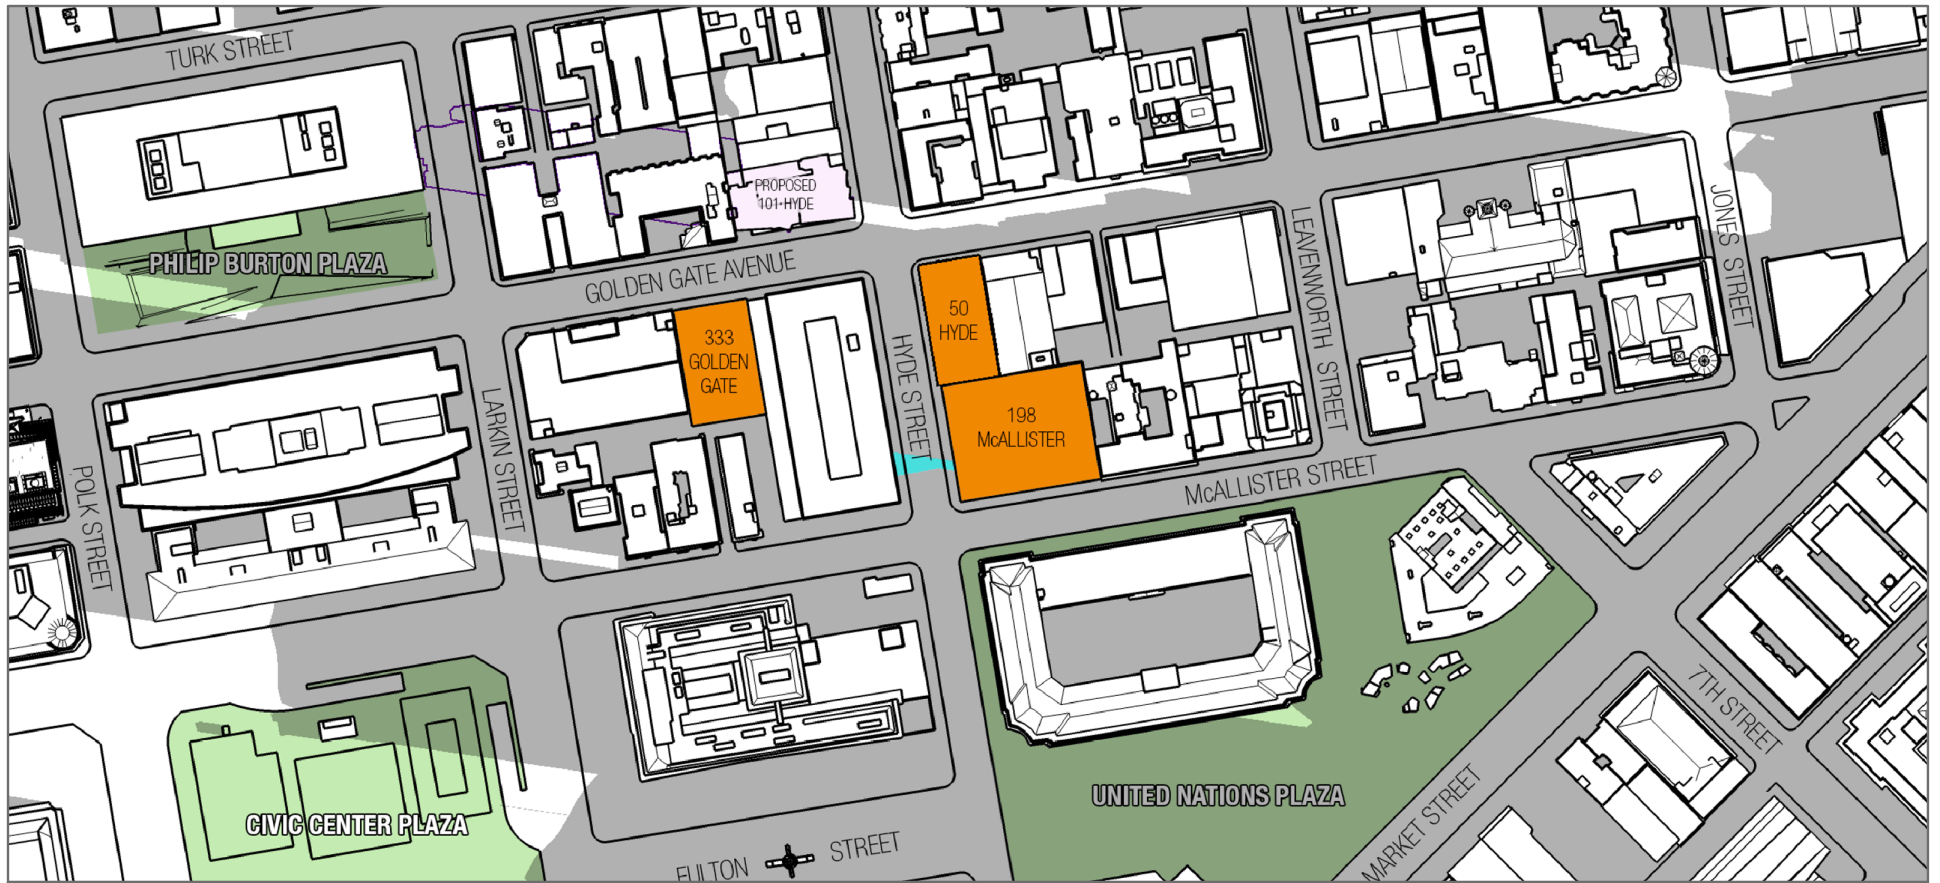 TURK STREET
PROPOSED
101 HYDE
PHILIP BURTON PLAZA
GOLDEN GATE AVENUE
LEAVENWORTH STREET
JONES STREET
50
HYDE
333
GOLDEN
GATE
HYDE STREET
198
McALLISTER
LARKIN STREET
POLK STREET
McALLISTER STREET
7TH STREET
UNITED NATIONS PLAZA
CIVIC CENTER PLAZA
MARKET STREET
FULTON STREET